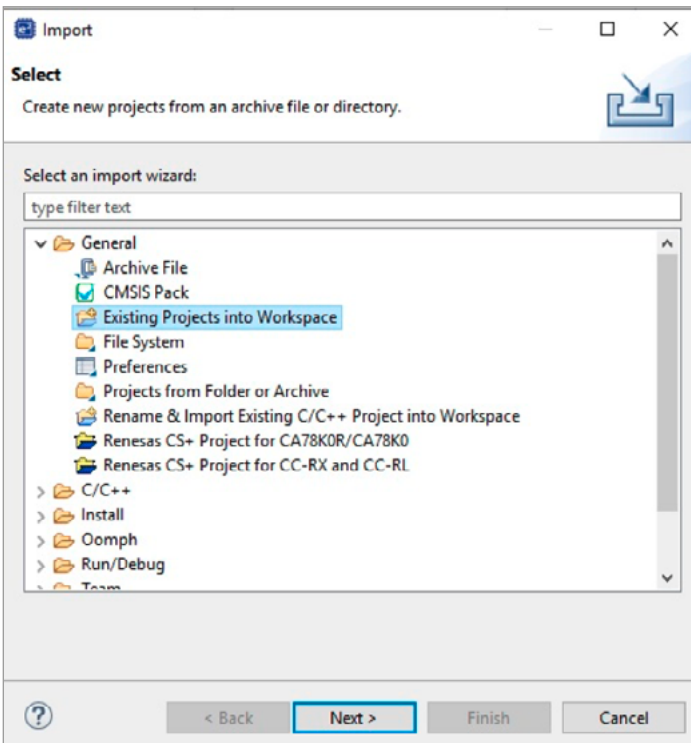 Import
Select
Create new projects from an archive file or directory.
Select an import wizard:
type filter text
General
Archive File
CMSIS Pack
Existing Projects into Workspace
File System
Preferences
Projects from Folder or Archive
Rename & Import Existing C/C++ Project into Workspace
Renesas CS+ Project for CA78K0R/CA78K0
Renesas CS+ Project for CC-RX and CC-RL
C/C++
Install
Oomph
Run/Debug
Team
< Back Next > Finish Cancel